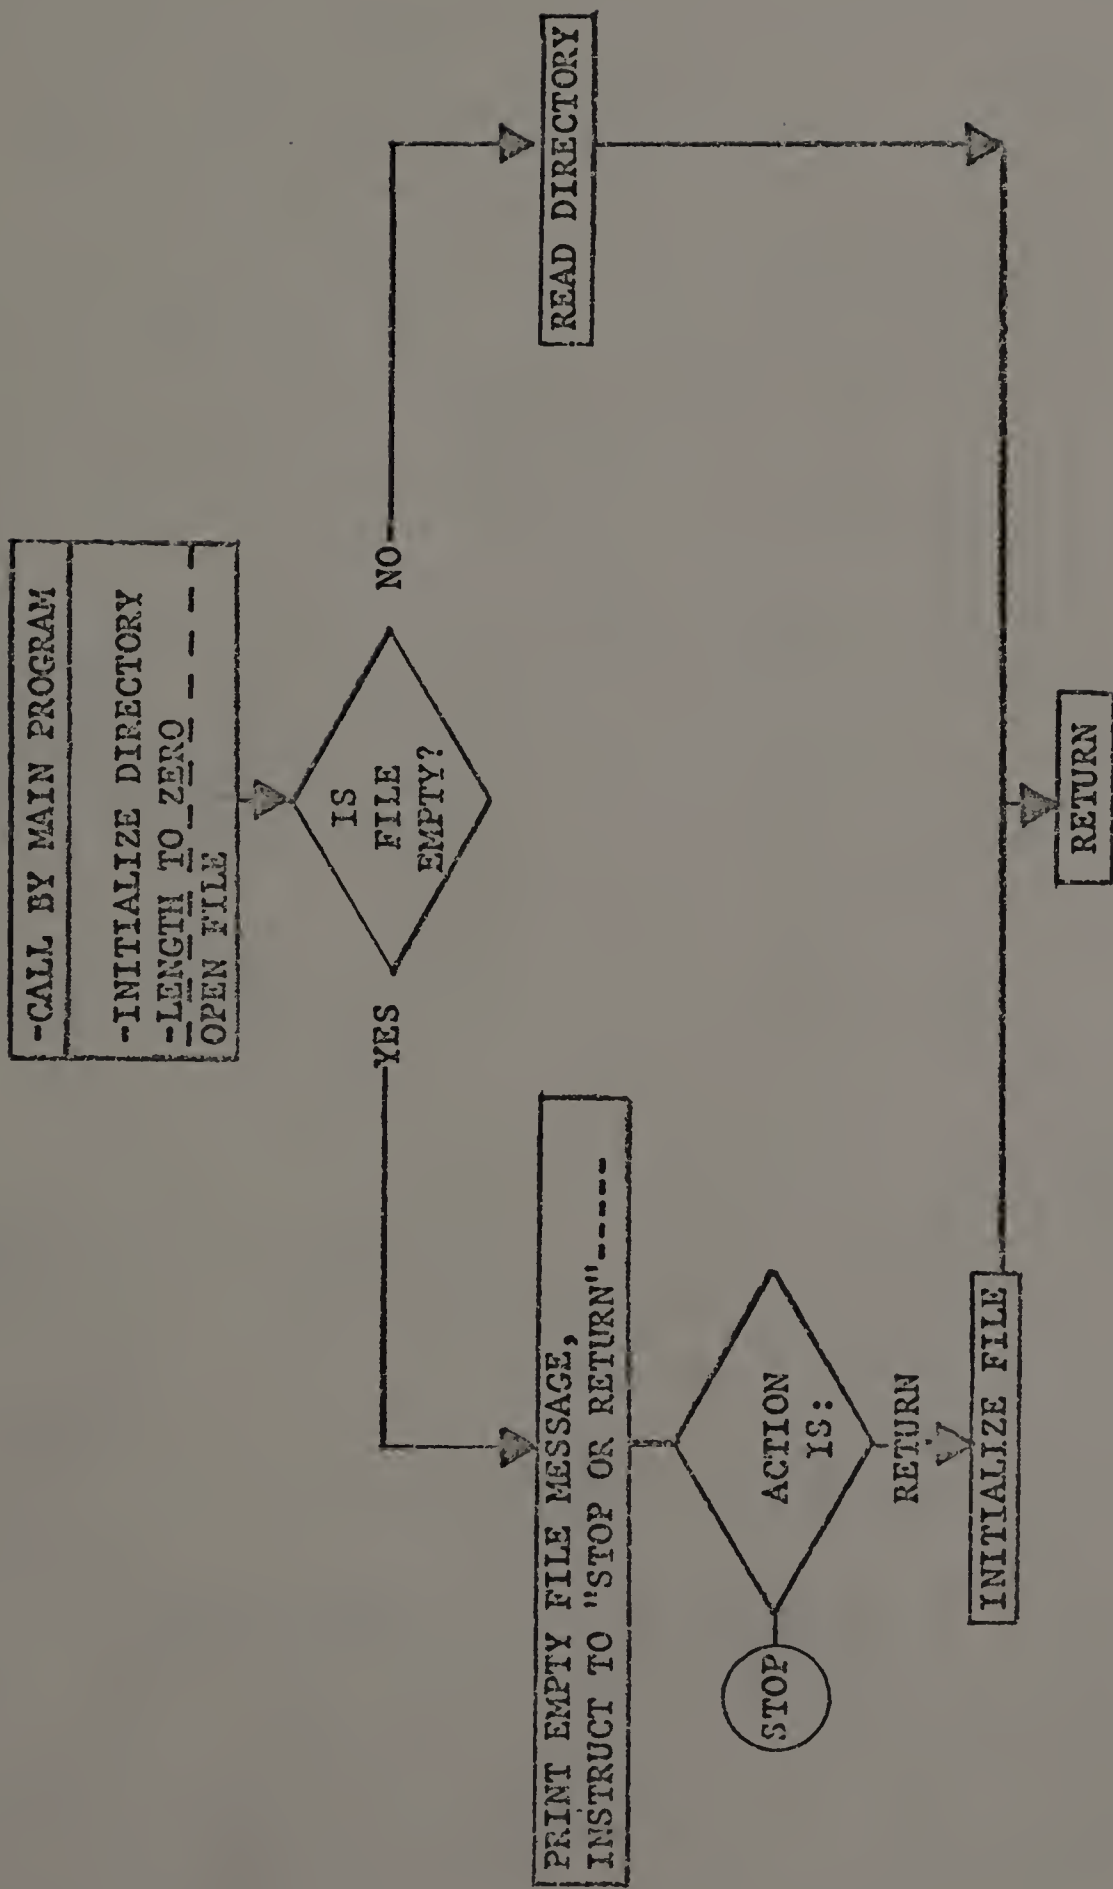 -CALL BY MAIN PROGRAM
-INITIALIZE DIRECTORY
-LENGTH TO ZERO
OPEN FILE
IS
FILE
EMPTY?
YES
NO
PRINT EMPTY FILE MESSAGE,
INSTRUCT TO "STOP OR RETURN"-----
READ DIRECTORY
ACTION
IS:
STOP
RETURN
INITIALIZE FILE
RETURN